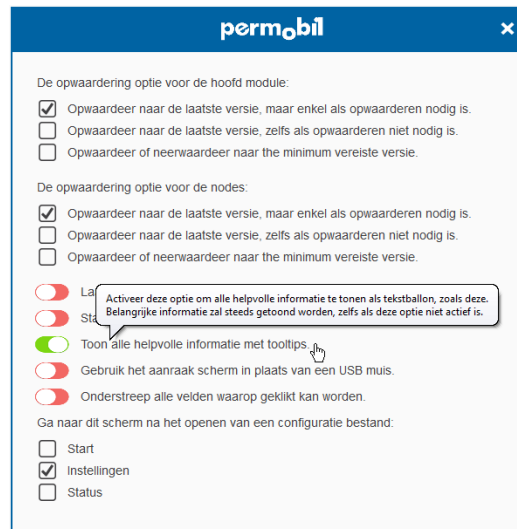 permobil
De opwaardering optie voor de hoofd module:
Opwaardeer naar de laatste versie, maar enkel als opwaarderen nodig is.
Opwaardeer naar de laatste versie, zelfs als opwaarderen niet nodig is.
Opwaardeer of neerwaardeer naar the minimum vereiste versie.
De opwaardering optie voor de nodes:
Opwaardeer naar de laatste versie, maar enkel als opwaarderen nodig is.
Opwaardeer naar de laatste versie, zelfs als opwaarderen niet nodig is.
Opwaardeer of neerwaardeer naar the minimum vereiste versie.
Activeer deze optie om alle helpvolle informatie te tonen als tekstballon, zoals deze.
Belangrijke informatie zal steeds getoond worden, zelfs als deze optie niet actief is.
Toon alle helpvolle informatie met tooltips.
Gebruik het aanraak scherm in plaats van een USB muis.
Onderstreep alle velden waarop geklikt kan worden.
Ga naar dit scherm na het openen van een configuratie bestand:
Start
Instellingen
Status